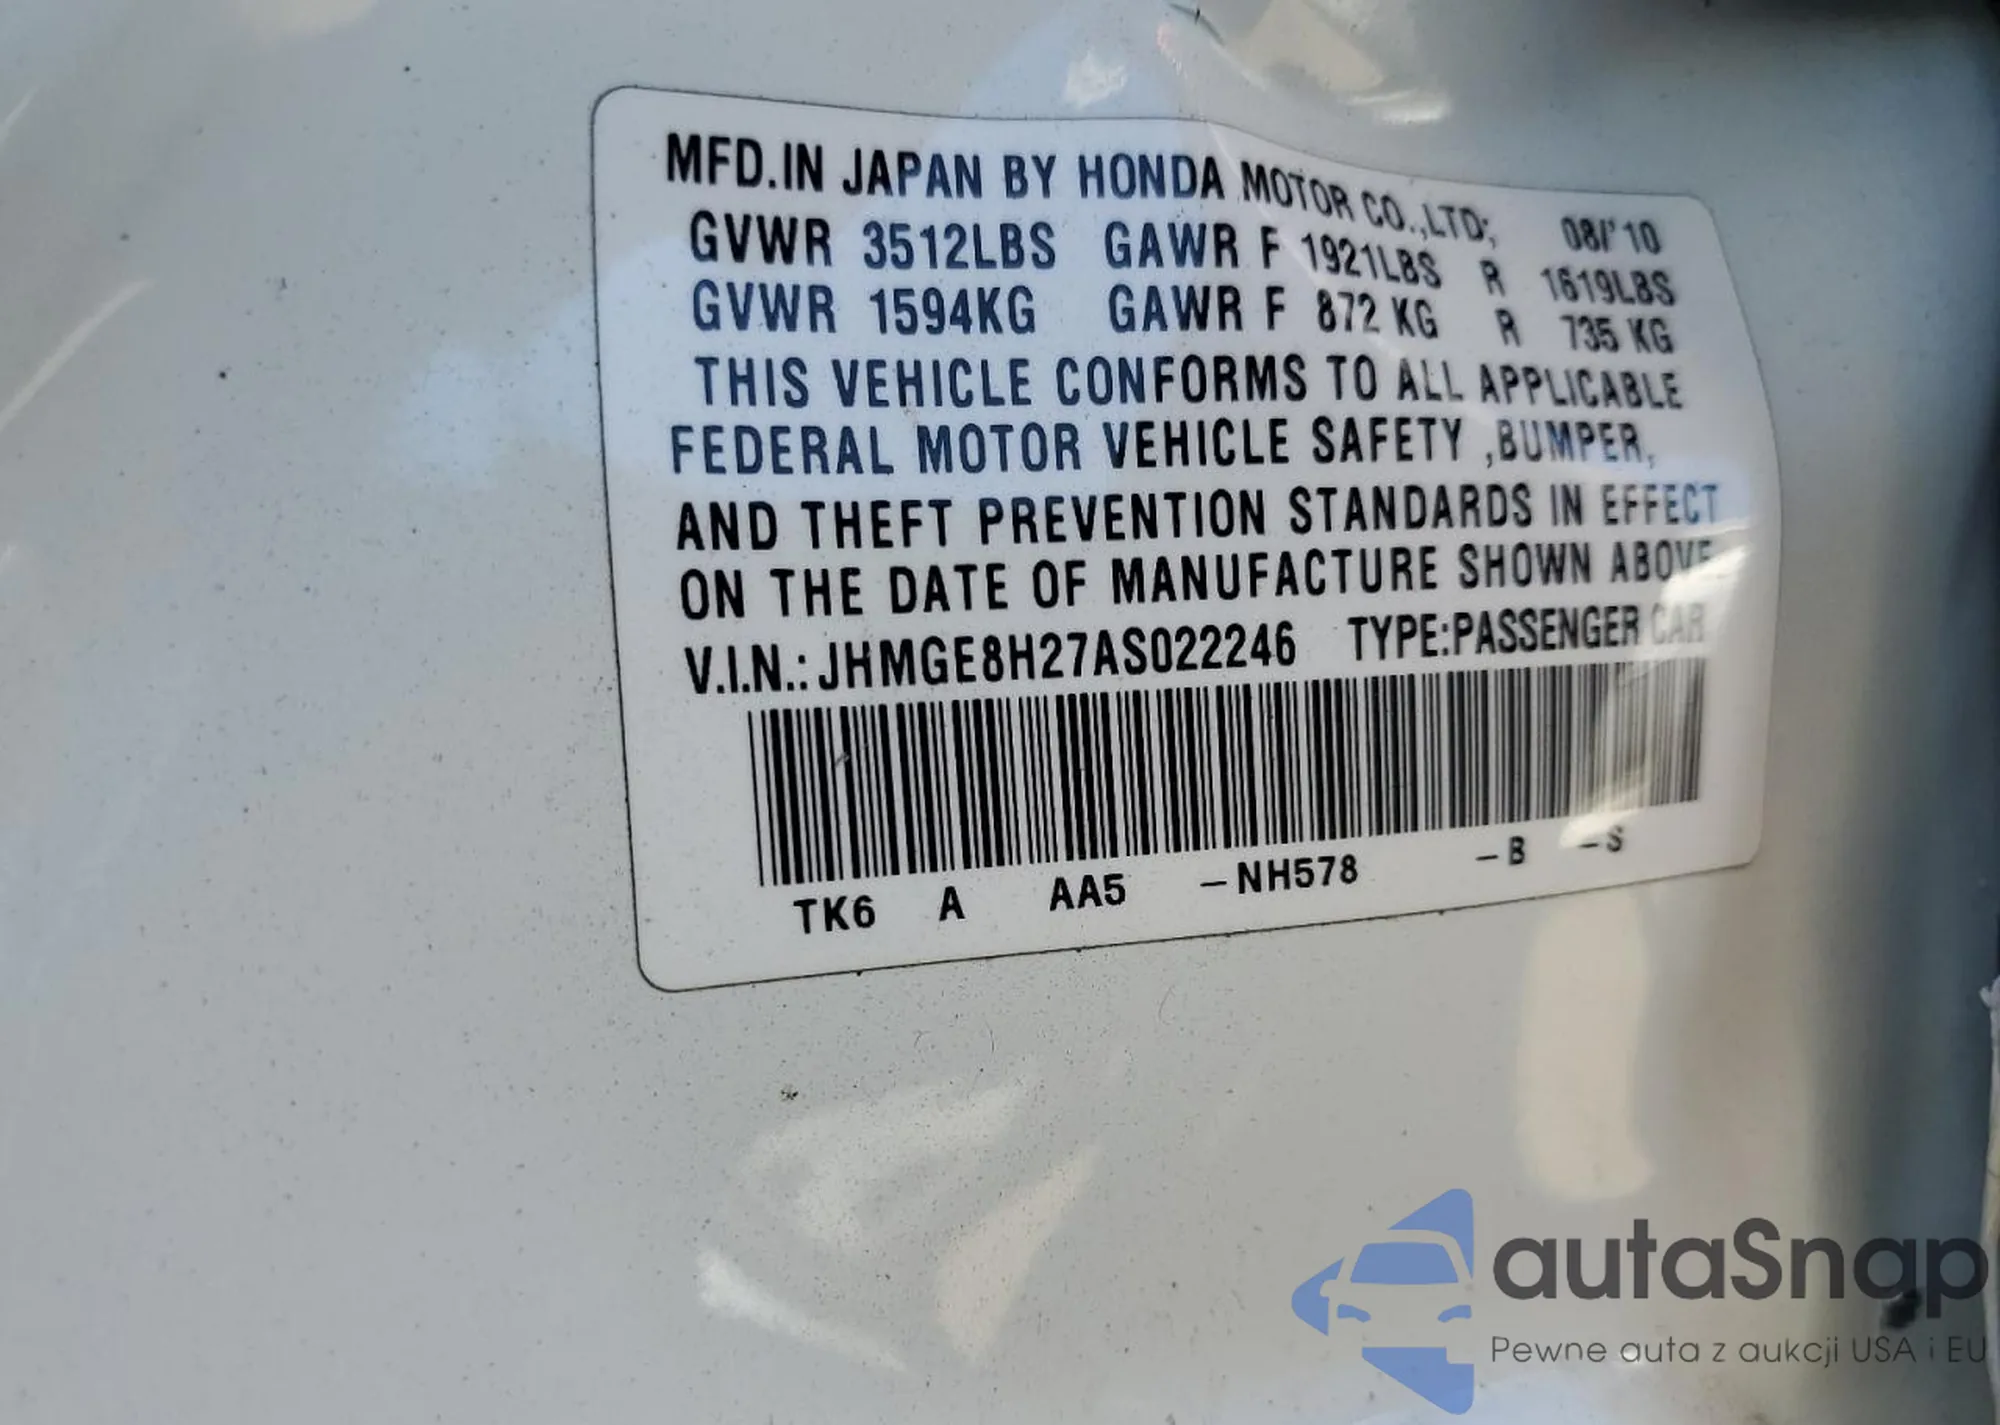 MFD.IN JAPAN BY HONDA MOTOR CO.,LTD; 08/'10
GVWR 3512LBS GAWR F 1921LBS R 1619LBS
GVWR 1594KG GAWR F 872 KG R 735 KG
THIS VEHICLE CONFORMS TO ALL APPLICABLE
FEDERAL MOTOR VEHICLE SAFETY ,BUMPER,
AND THEFT PREVENTION STANDARDS IN EFFECT
ON THE DATE OF MANUFACTURE SHOWN ABOVE.
V.I.N.: JHMGE8H27AS022246 TYPE:PASSENGER CAR
TK6 A AA5 -NH578 -B -S
autaSnap
Pewne auta z aukcji USA i EU